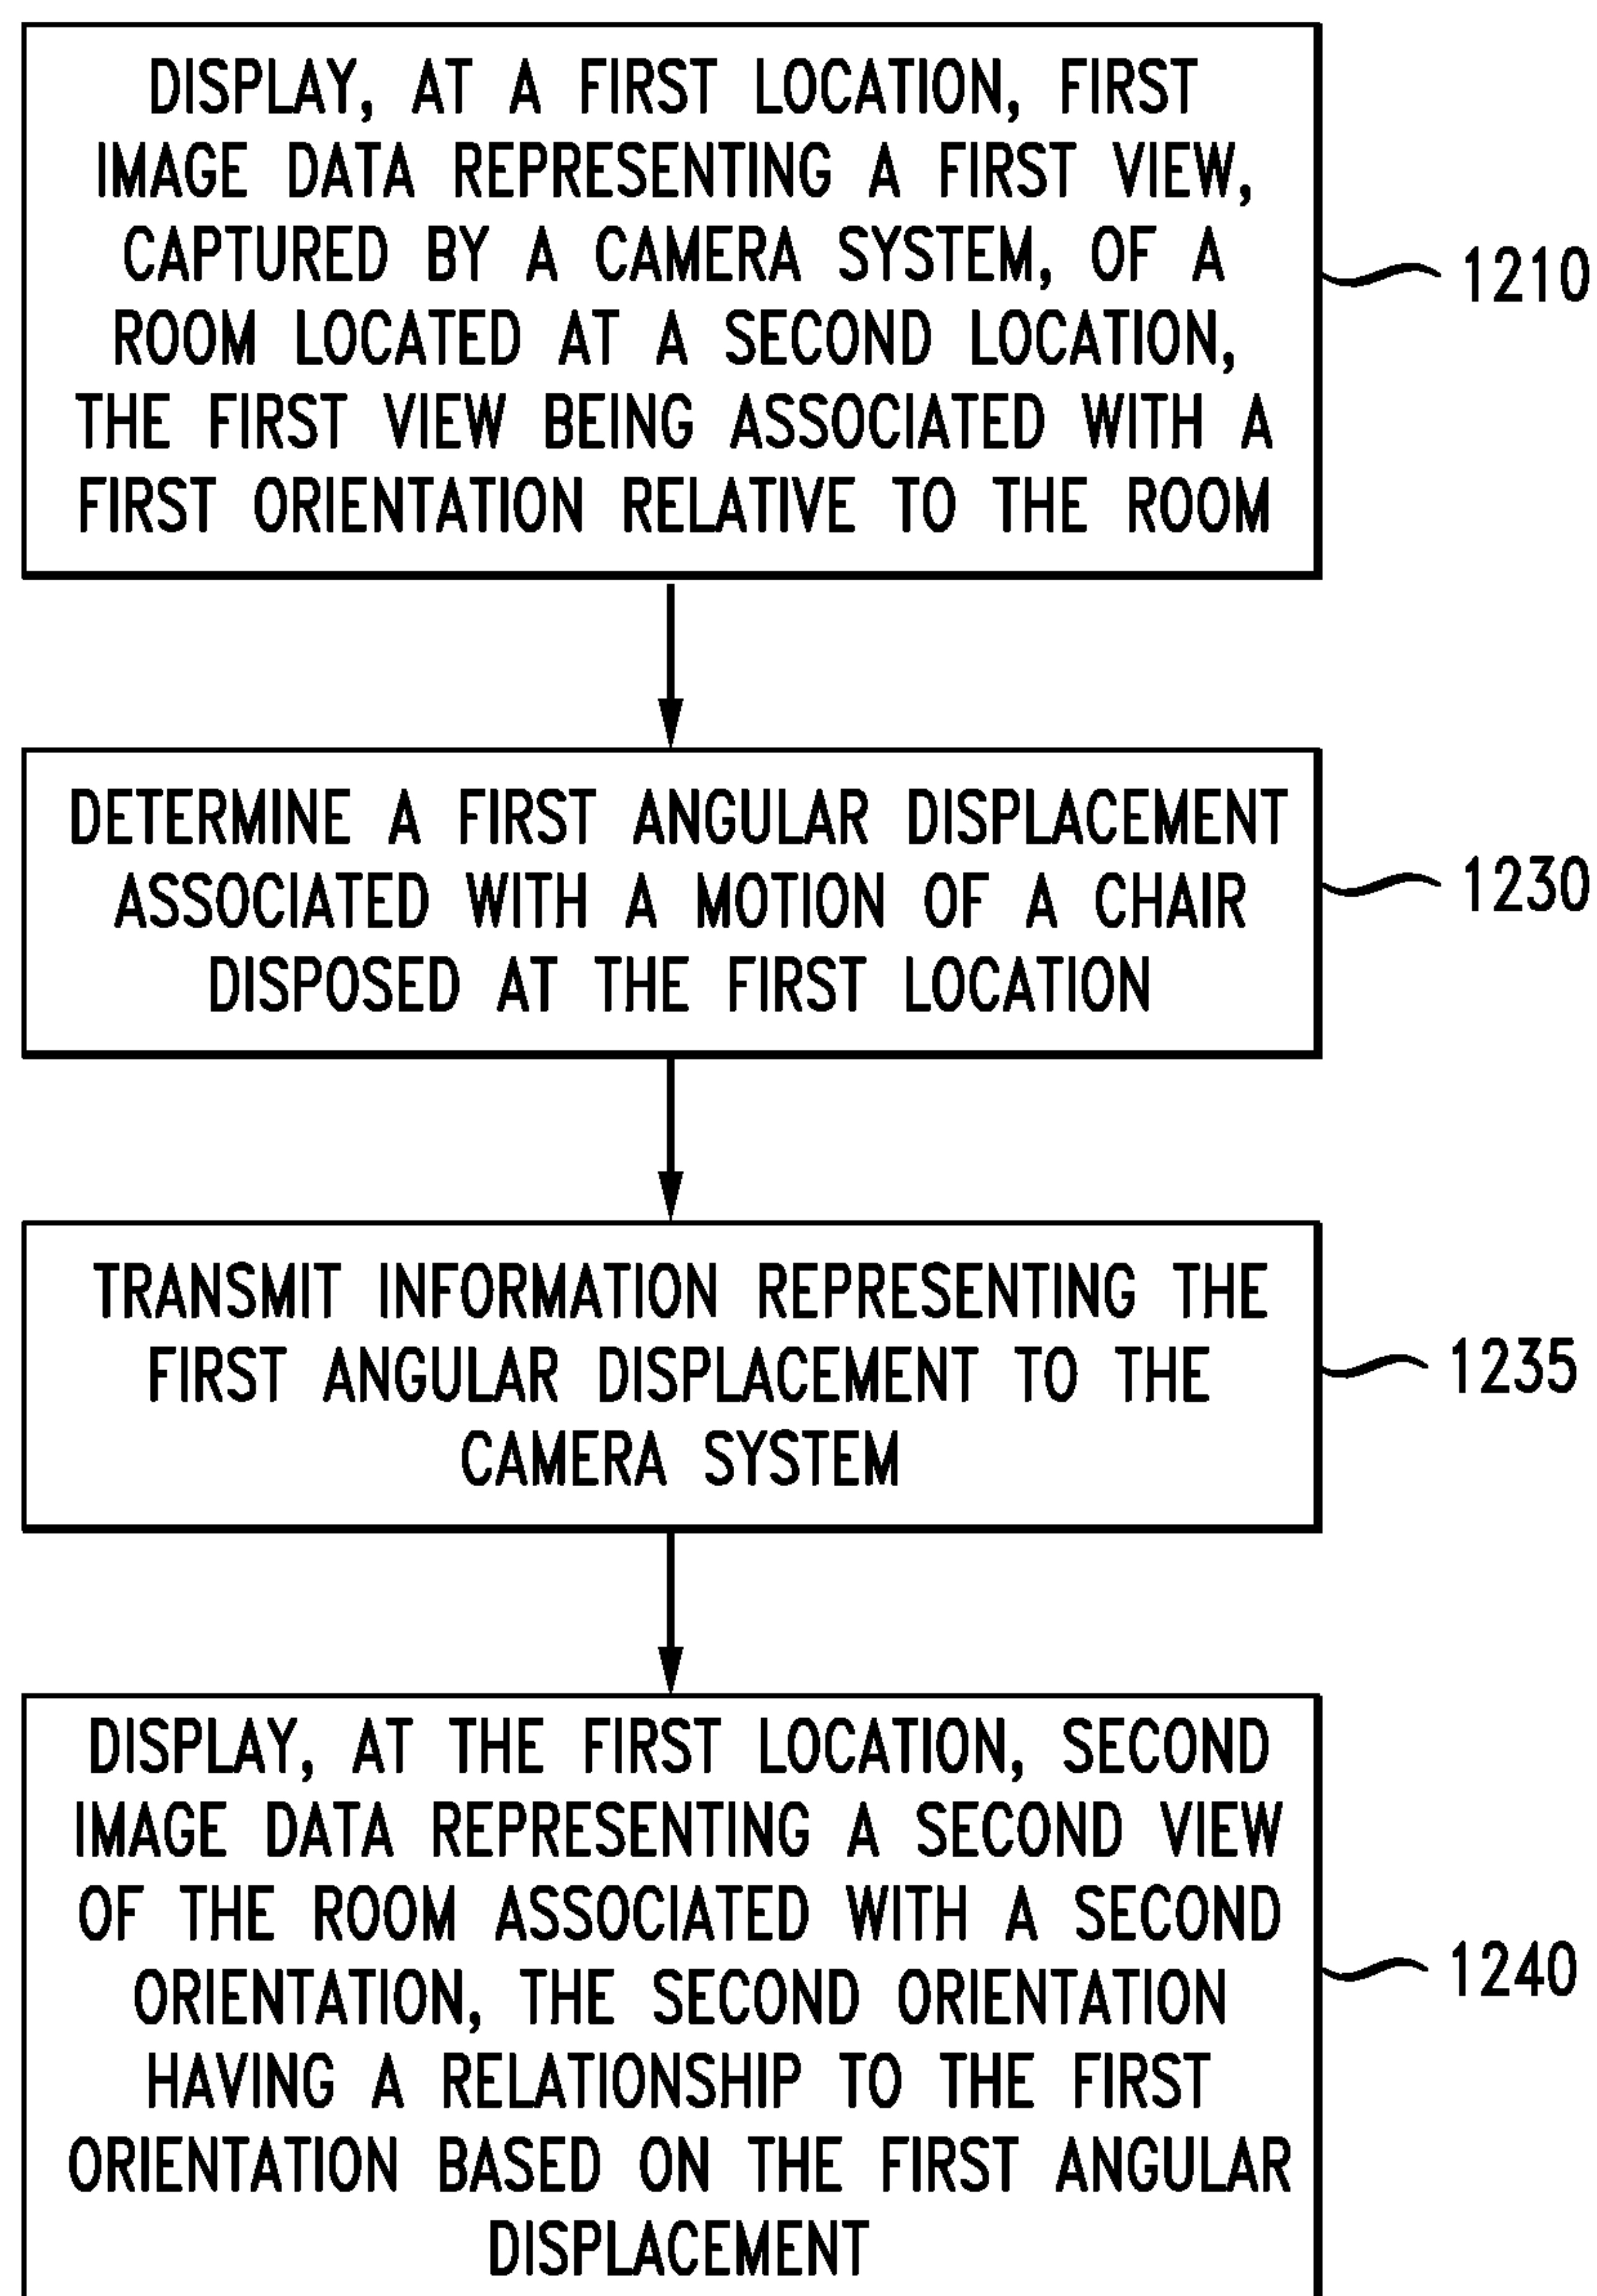 DISPLAY, AT A FIRST LOCATION, FIRST
IMAGE DATA REPRESENTING A FIRST VIEW,
CAPTURED BY A CAMERA SYSTEM, OF A
ROOM LOCATED AT A SECOND LOCATION,
THE FIRST VIEW BEING ASSOCIATED WITH A
FIRST ORIENTATION RELATIVE TO THE ROOM
1210
DETERMINE A FIRST ANGULAR DISPLACEMENT
ASSOCIATED WITH A MOTION OF A CHAIR
DISPOSED AT THE FIRST LOCATION
1230
TRANSMIT INFORMATION REPRESENTING THE
FIRST ANGULAR DISPLACEMENT TO THE
CAMERA SYSTEM
1235
DISPLAY, AT THE FIRST LOCATION, SECOND
IMAGE DATA REPRESENTING A SECOND VIEW
OF THE ROOM ASSOCIATED WITH A SECOND
ORIENTATION, THE SECOND ORIENTATION
HAVING A RELATIONSHIP TO THE FIRST
ORIENTATION BASED ON THE FIRST ANGULAR
DISPLACEMENT
1240